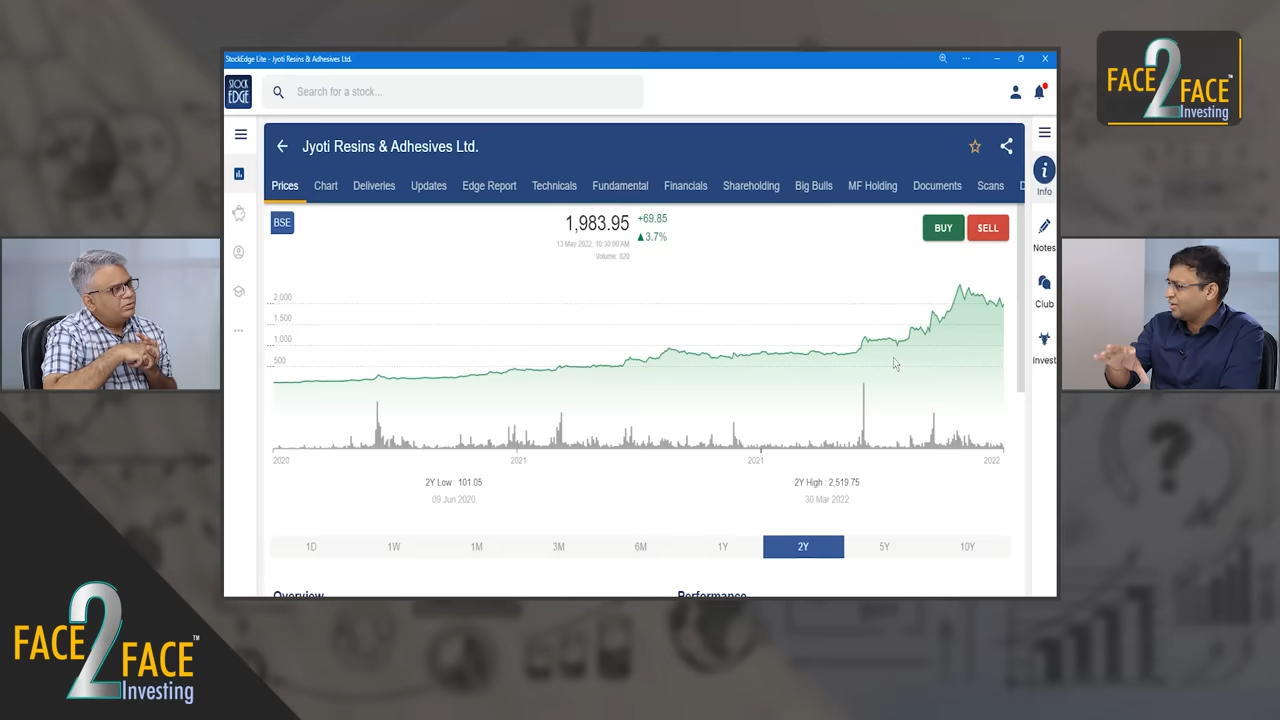 StockEdge Lite - Jyoti Resins & Adhesives Ltd.
STOCK
EDGE
Search for a stock...
FACE 2 FACE™
Investing
Jyoti Resins & Adhesives Ltd.
Prices Chart Deliveries Updates Edge Report Technicals Fundamental Financials Shareholding Big Bulls MF Holding Documents Scans D
Info
BSE
1,983.95 +69.85
▲3.7%
13 May 2022, 10:30:00 AM
Volume: 820
BUY SELL
Notes
Club
Invest
2,000
1,500
1,000
500
2020 2021 2021 2022
2Y Low : 101.05 2Y High : 2,519.75
09 Jun 2020 30 Mar 2022
1D 1W 1M 3M 6M 1Y 2Y 5Y 10Y
Overview Performance
FACE 2 FACE™
Investing